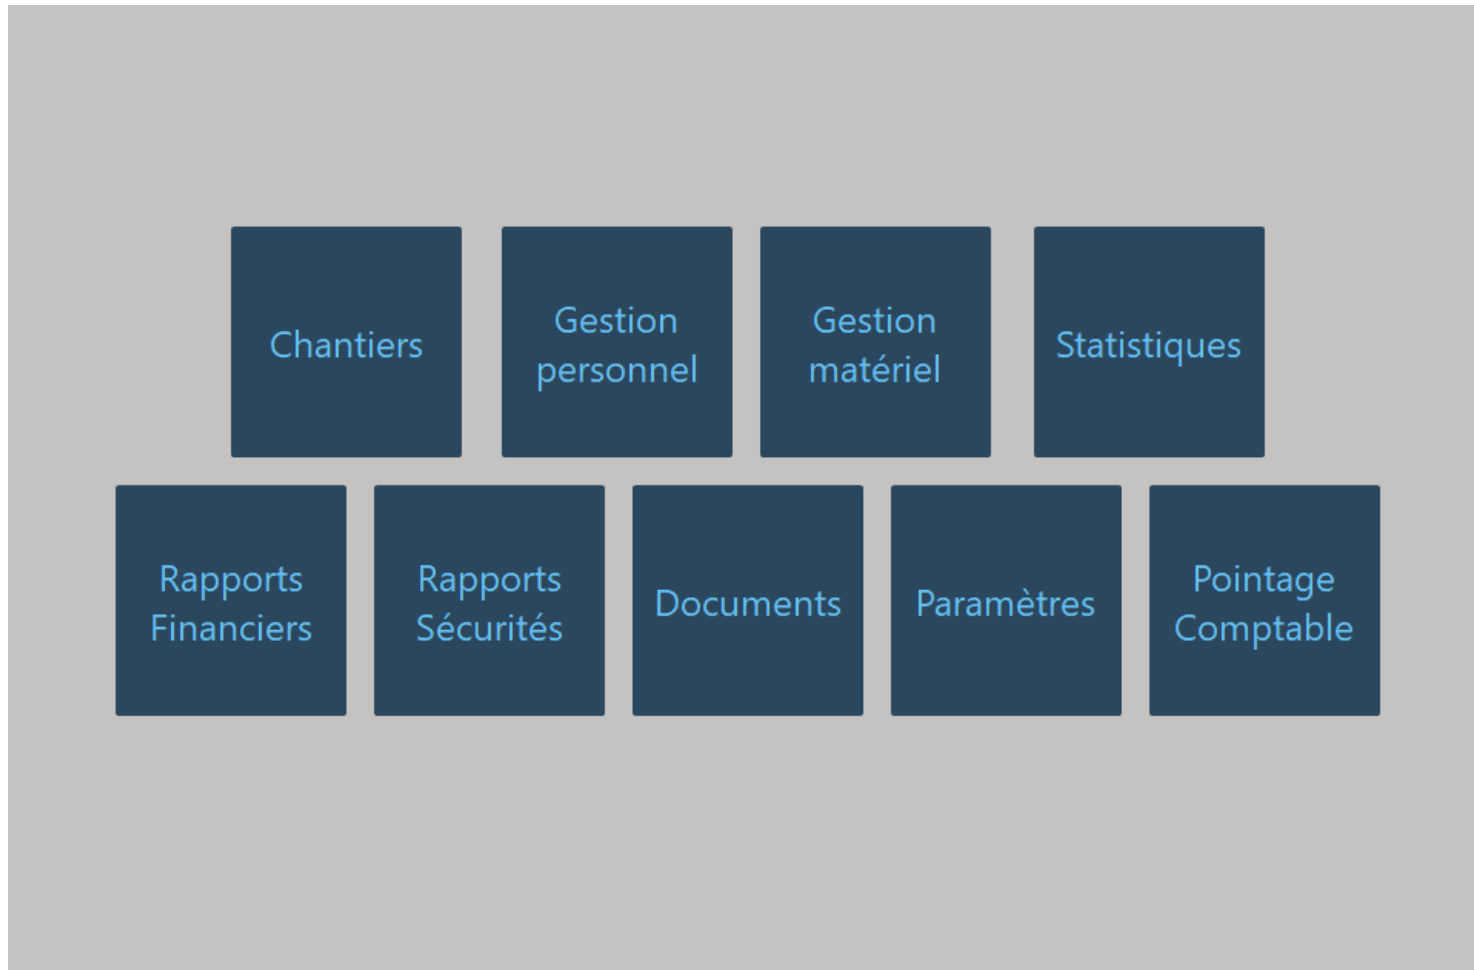 Chantiers
Gestion
personnel
Gestion
matériel
Statistiques
Rapports
Financiers
Rapports
Sécurités
Documents
Paramètres
Pointage
Comptable